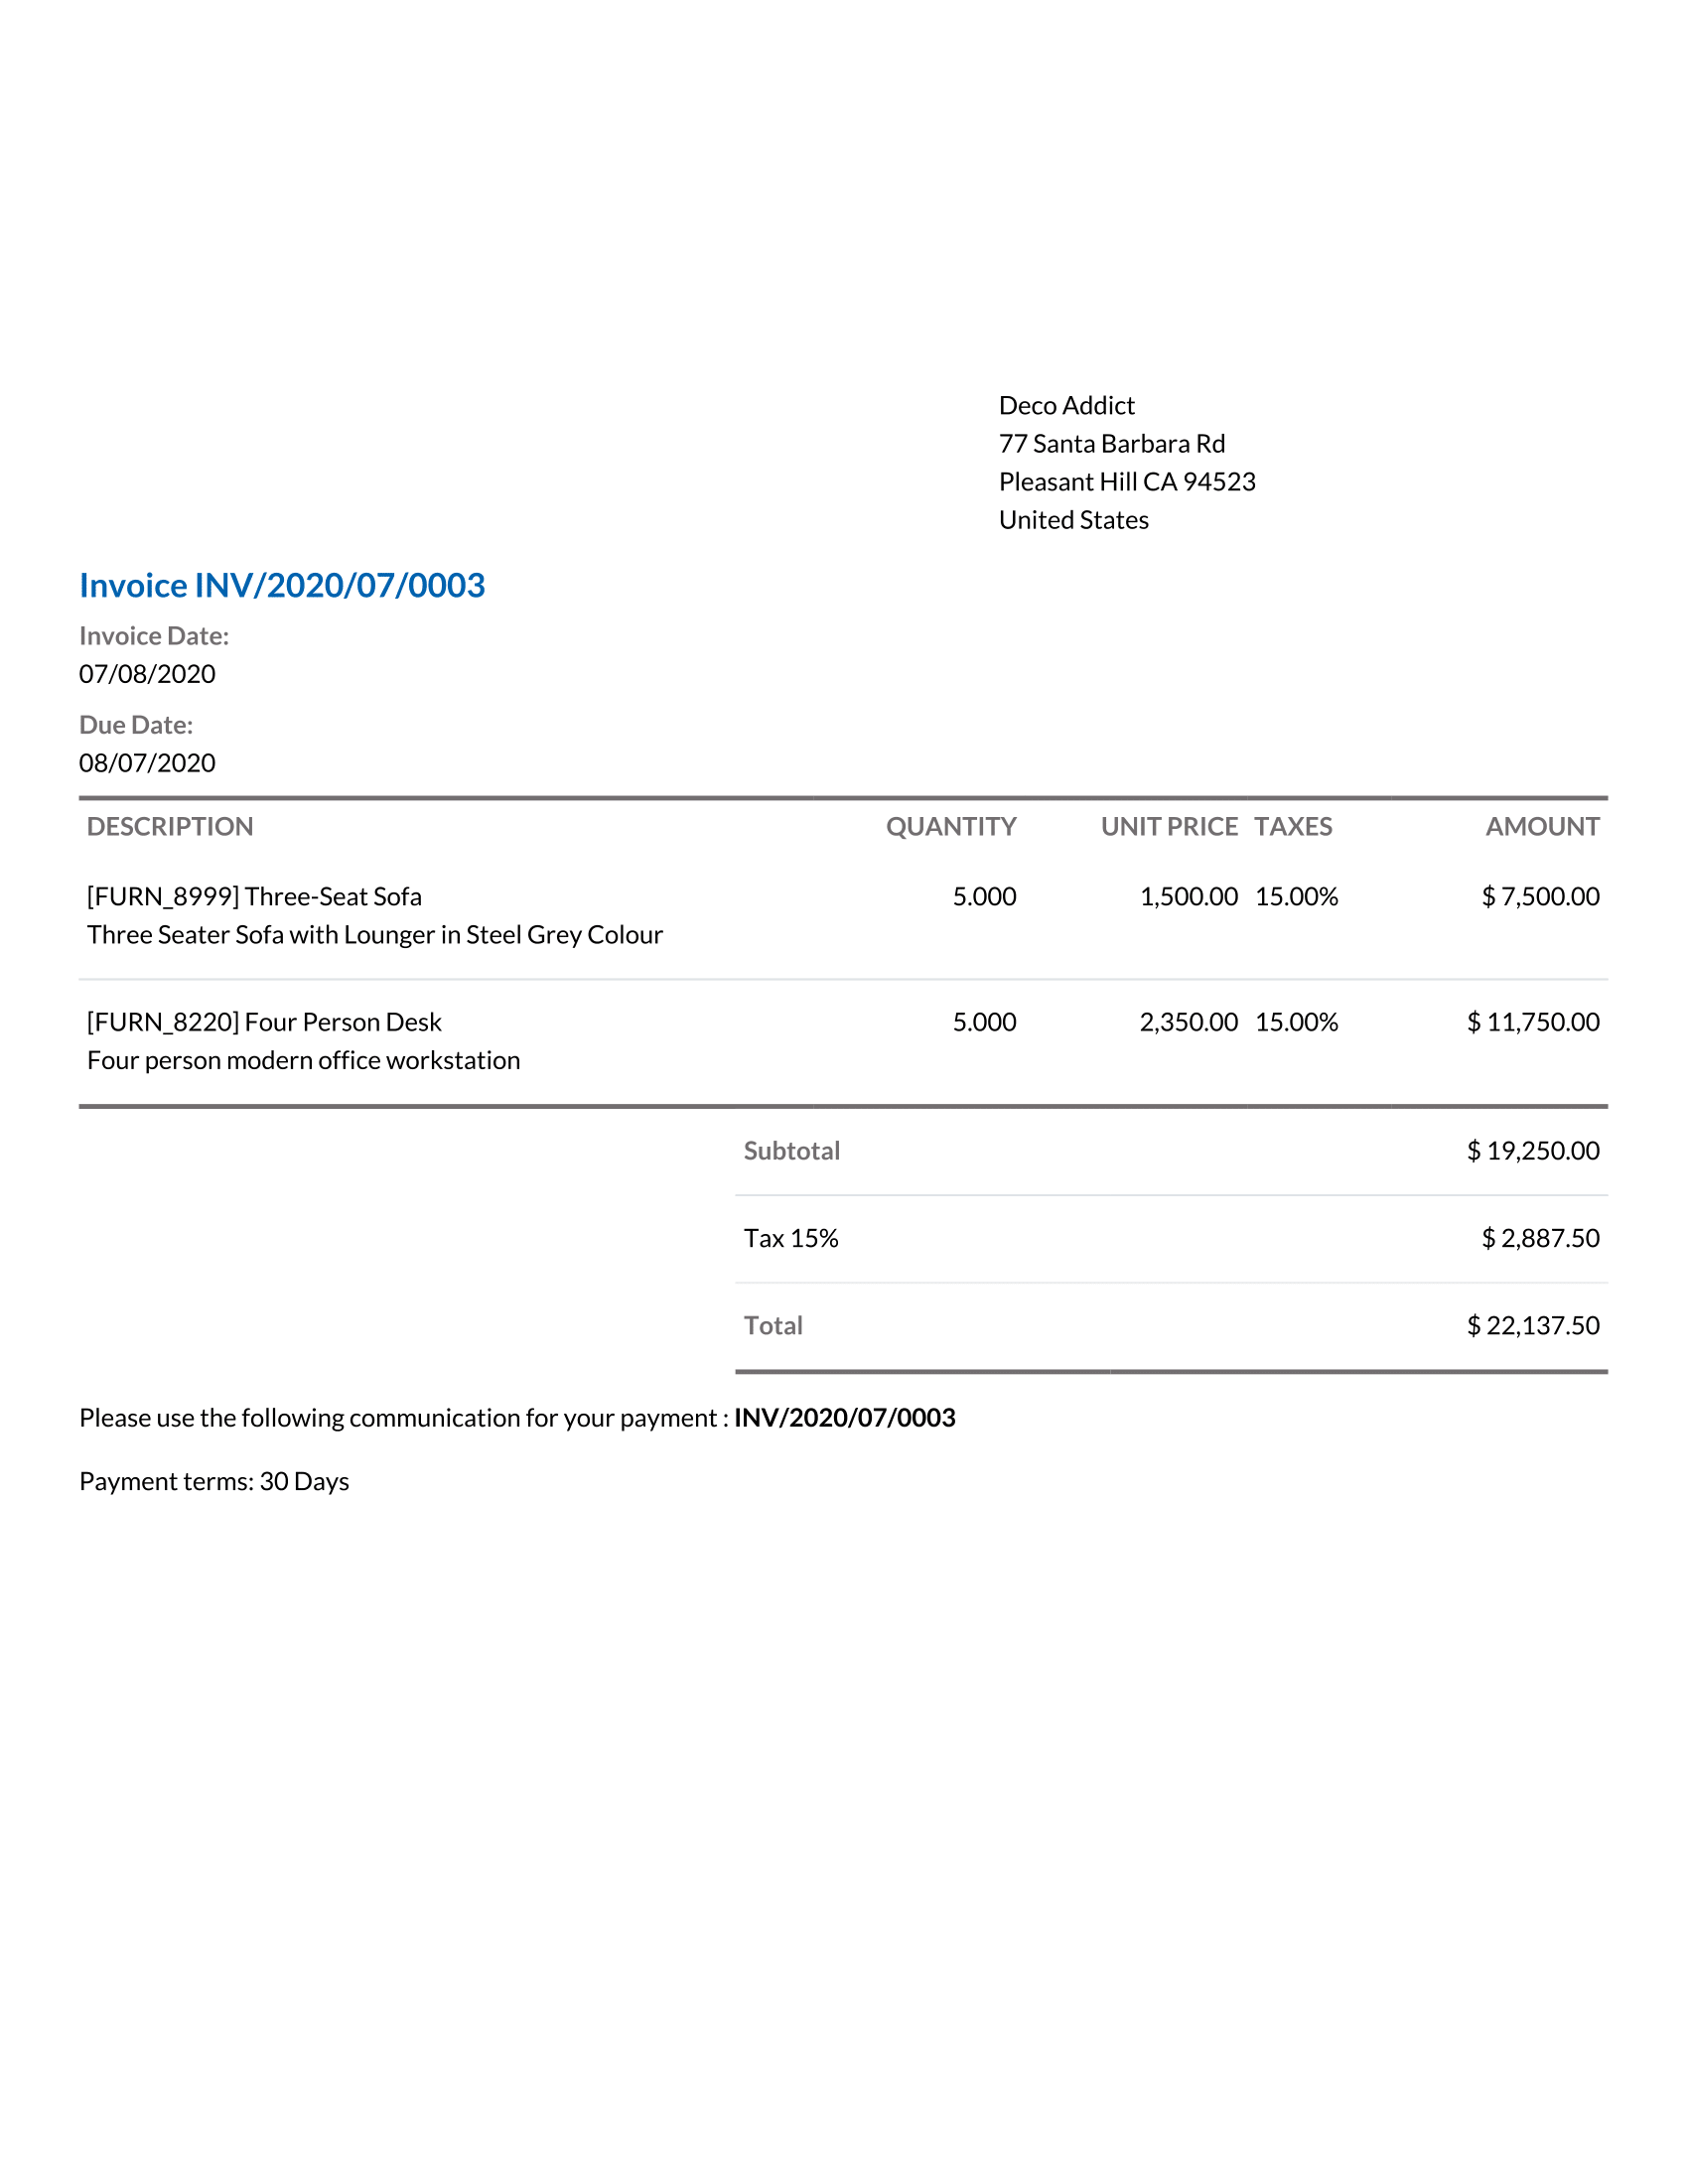 Deco Addict
77 Santa Barbara Rd
Pleasant Hill CA 94523
United States
Invoice INV/2020/07/0003
Invoice Date:
07/08/2020
Due Date:
08/07/2020
DESCRIPTION QUANTITY UNIT PRICE TAXES AMOUNT
[FURN_8999] Three-Seat Sofa 5.000 1,500.00 15.00% $ 7,500.00
Three Seater Sofa with Lounger in Steel Grey Colour
[FURN_8220] Four Person Desk 5.000 2,350.00 15.00% $ 11,750.00
Four person modern office workstation
Subtotal $ 19,250.00
Tax 15% $ 2,887.50
Total $ 22,137.50
Please use the following communication for your payment : INV/2020/07/0003
Payment terms: 30 Days